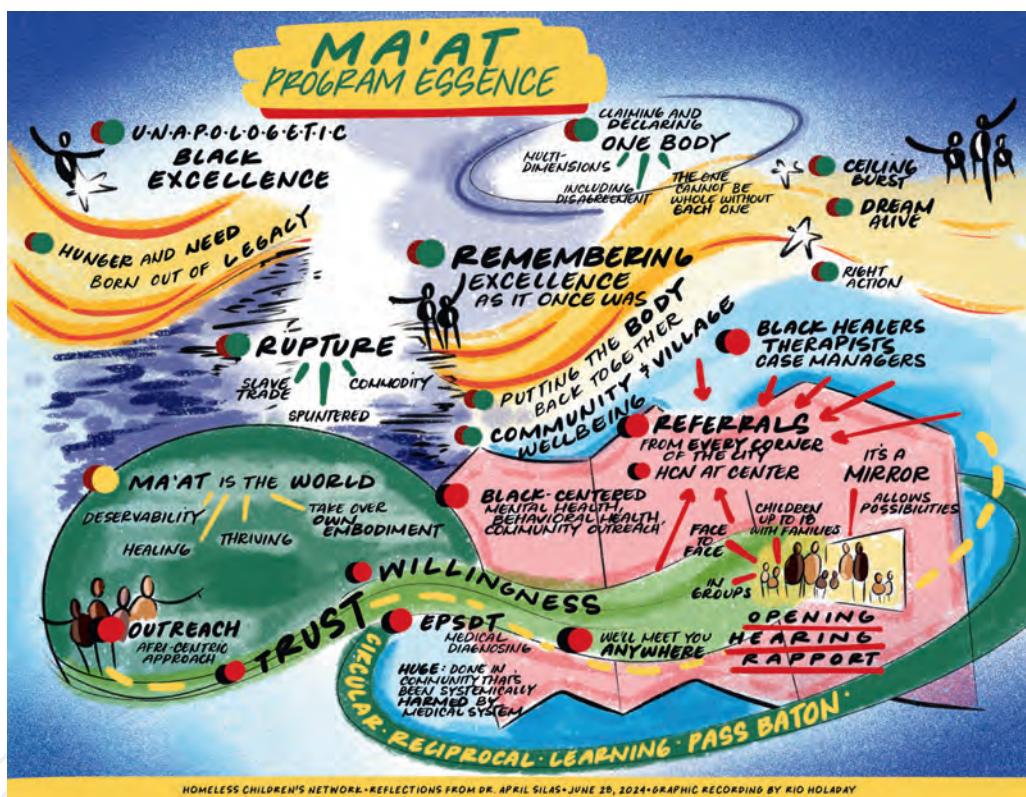 MA'AT
PROGRAM ESSENCE
U·N·A·P·O·L·O·G·E·T·I·C
BLACK
EXCELLENCE
CLAIMING AND
DECLARING
ONE BODY
MULTI-
DIMENSIONS
INCLUDING
DISAGREEMENT
THE ONE
CANNOT BE
WHOLE WITHOUT
EACH ONE
CEILING
BURST
DREAM
ALIVE
RIGHT
ACTION
HUNGER AND NEED
BORN OUT OF LEGACY
REMEMBERING
EXCELLENCE
AS IT ONCE WAS
RUPTURE
SLAVE
TRADE
SPLINTERED
COMMODITY
PUTTING THE BODY
BACK TOGETHER
COMMUNITY & VILLAGE
WELLBEING
BLACK HEALERS
THERAPISTS
CASE MANAGERS
REFERRALS
FROM EVERY CORNER
OF THE CITY
HCN AT CENTER
IT'S A
MIRROR
ALLOWS
POSSIBILITIES
MA'AT IS THE WORLD
DESERVABILITY
HEALING
THRIVING
TAKE OVER
OWN
EMBODIMENT
BLACK-CENTERED
MENTAL HEALTH,
BEHAVIORAL HEALTH,
COMMUNITY OUTREACH
CHILDREN
UP TO 18
WITH FAMILIES
FACE
TO
FACE
IN
GROUPS
OUTREACH
AFRI-CENTRIC
APPROACH
TRUST
WILLINGNESS
EPSDT
MEDICAL
DIAGNOSING
HUGE: DONE IN
COMMUNITY THAT'S
BEEN SYSTEMICALLY
HARMED BY
MEDICAL SYSTEM
WE'LL MEET YOU
ANYWHERE
OPENING
HEARING
RAPPORT
CIRCULAR · RECIPROCAL · LEARNING · PASS BATON ·
HOMELESS CHILDREN'S NETWORK • REFLECTIONS FROM DR. APRIL SILAS • JUNE 25, 2024 • GRAPHIC RECORDING BY RIO HOLADAY